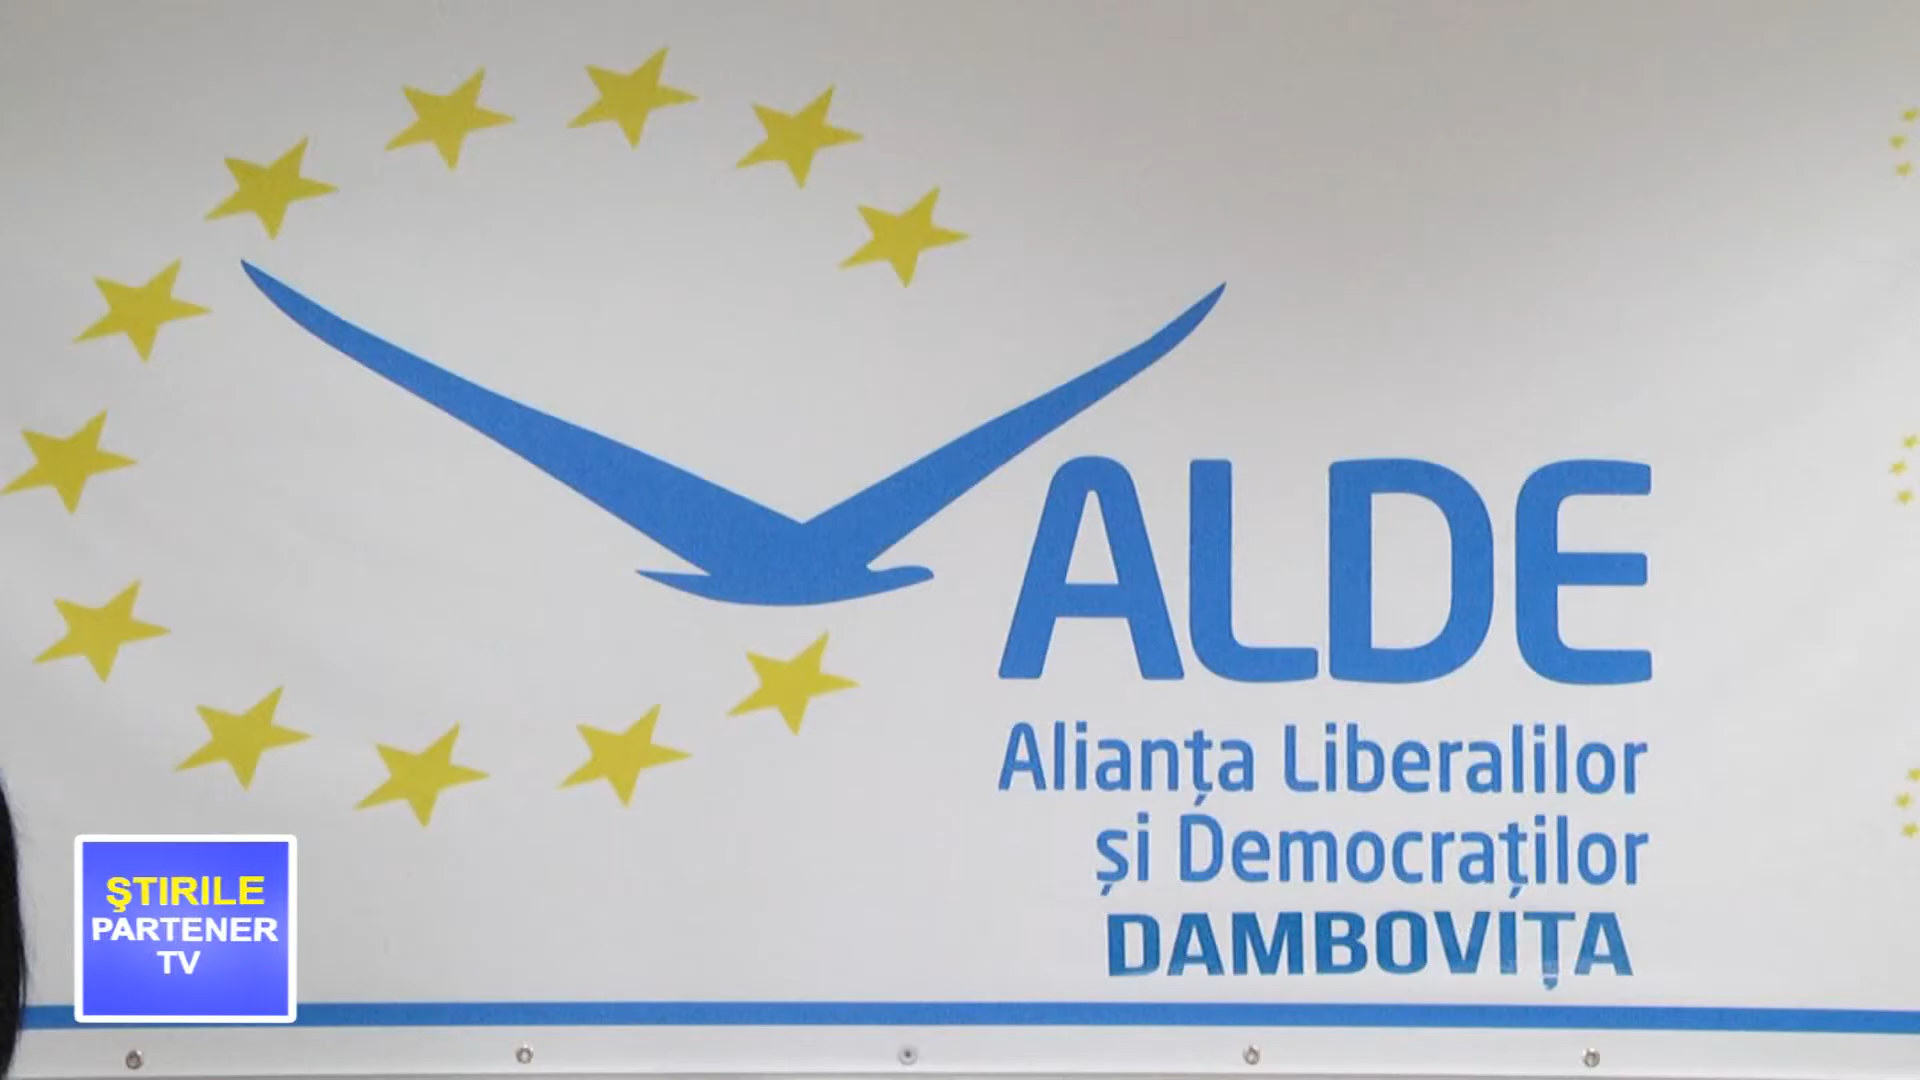 ALDE
Alianța Liberalilor
și Democraților
DAMBOVIȚA
ŞTIRILE
PARTENER
TV